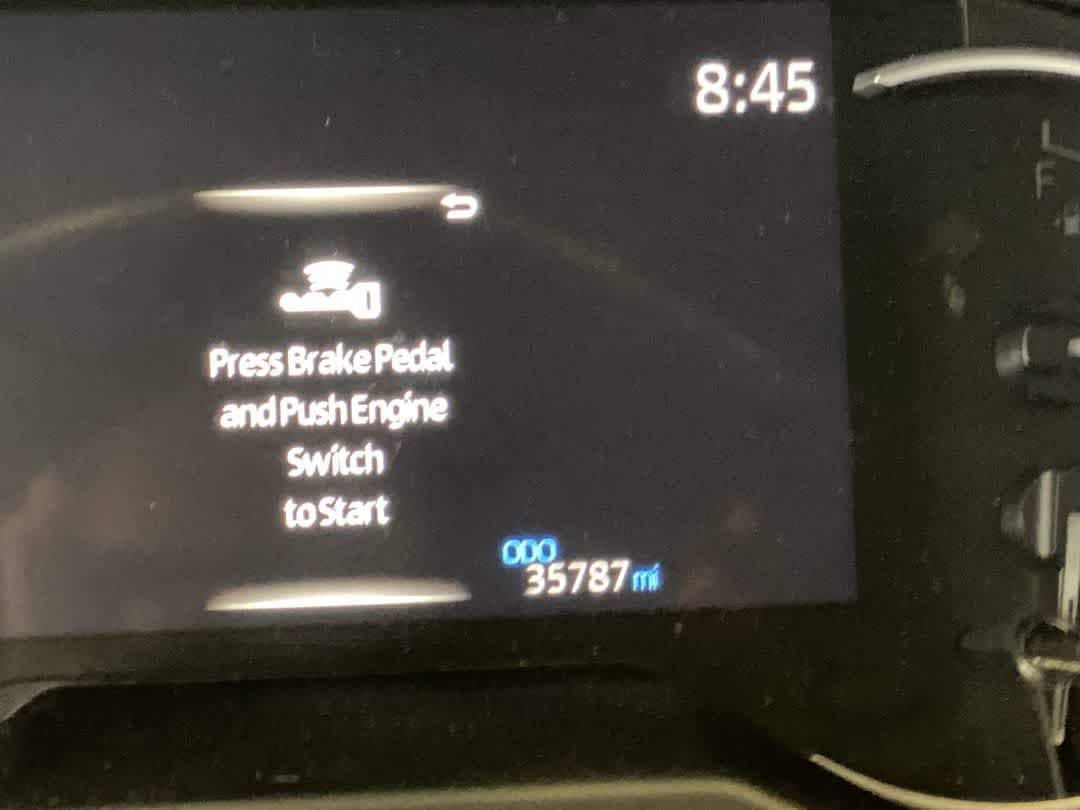 8:45
Press Brake Pedal
and Push Engine
Switch
to Start
ODO
35787 mi
F